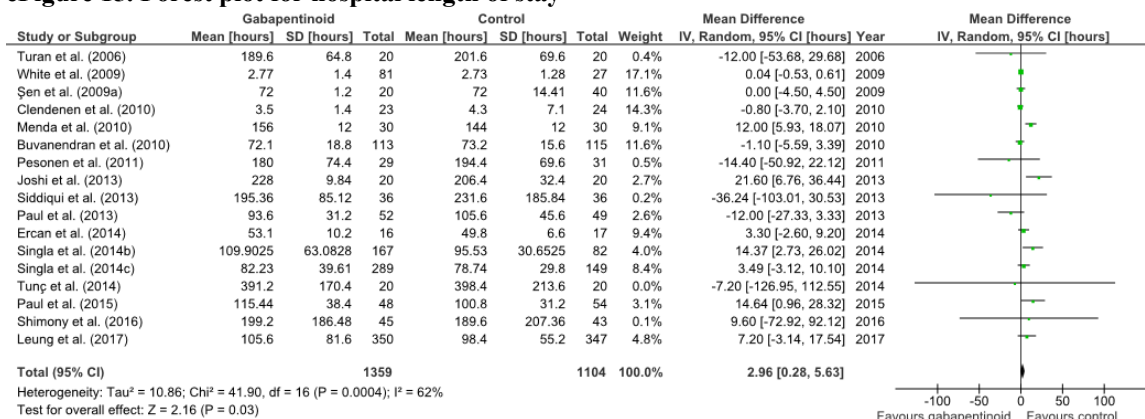 eFigure 15. Forest plot for hospital length of stay
Gabapentinoid Control Mean Difference Mean Difference
Study or Subgroup Mean [hours] SD [hours] Total Mean [hours] SD [hours] Total Weight IV, Random, 95% CI [hours] Year IV, Random, 95% CI [hours]
Turan et al. (2006) 189.6 64.8 20 201.6 69.6 20 0.4% -12.00 [-53.68, 29.68] 2006
White et al. (2009) 2.77 1.4 81 2.73 1.28 27 17.1% 0.04 [-0.53, 0.61] 2009
Şen et al. (2009a) 72 1.2 20 72 14.41 40 11.6% 0.00 [-4.50, 4.50] 2009
Clendenen et al. (2010) 3.5 1.4 23 4.3 7.1 24 14.3% -0.80 [-3.70, 2.10] 2010
Menda et al. (2010) 156 12 30 144 12 30 9.1% 12.00 [5.93, 18.07] 2010
Buvanendran et al. (2010) 72.1 18.8 113 73.2 15.6 115 11.6% -1.10 [-5.59, 3.39] 2010
Pesonen et al. (2011) 180 74.4 29 194.4 69.6 31 0.5% -14.40 [-50.92, 22.12] 2011
Joshi et al. (2013) 228 9.84 20 206.4 32.4 20 2.7% 21.60 [6.76, 36.44] 2013
Siddiqui et al. (2013) 195.36 85.12 36 231.6 185.84 36 0.2% -36.24 [-103.01, 30.53] 2013
Paul et al. (2013) 93.6 31.2 52 105.6 45.6 49 2.6% -12.00 [-27.33, 3.33] 2013
Ercan et al. (2014) 53.1 10.2 16 49.8 6.6 17 9.4% 3.30 [-2.60, 9.20] 2014
Singla et al. (2014b) 109.9025 63.0828 167 95.53 30.6525 82 4.0% 14.37 [2.73, 26.02] 2014
Singla et al. (2014c) 82.23 39.61 289 78.74 29.8 149 8.4% 3.49 [-3.12, 10.10] 2014
Tunç et al. (2014) 391.2 170.4 20 398.4 213.6 20 0.0% -7.20 [-126.95, 112.55] 2014
Paul et al. (2015) 115.44 38.4 48 100.8 31.2 54 3.1% 14.64 [0.96, 28.32] 2015
Shimony et al. (2016) 199.2 186.48 45 189.6 207.36 43 0.1% 9.60 [-72.92, 92.12] 2016
Leung et al. (2017) 105.6 81.6 350 98.4 55.2 347 4.8% 7.20 [-3.14, 17.54] 2017
Total (95% CI) 1359 1104 100.0% 2.96 [0.28, 5.63]
Heterogeneity: Tau² = 10.86; Chi² = 41.90, df = 16 (P = 0.0004); I² = 62%
Test for overall effect: Z = 2.16 (P = 0.03)
-100 -50 0 50 100
Favours gabapentinoid Favours control